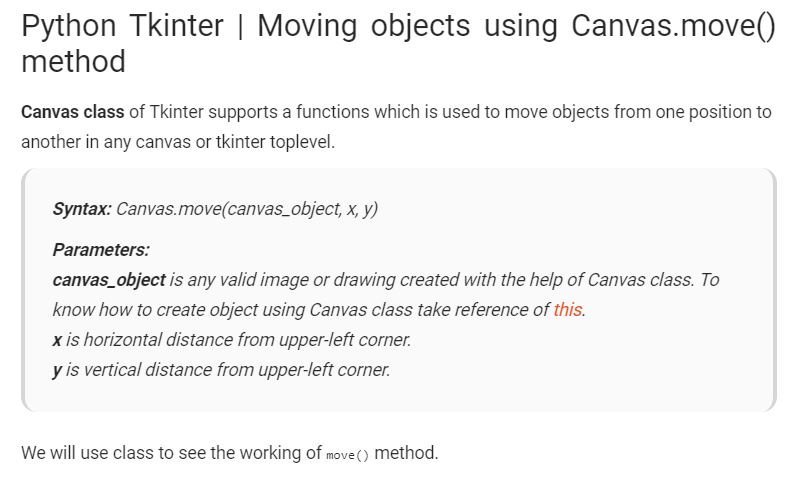 Python Tkinter | Moving objects using Canvas.move()
method
Canvas class of Tkinter supports a functions which is used to move objects from one position to
another in any canvas or tkinter toplevel.
Syntax: Canvas.move(canvas_object, x, y)
Parameters:
canvas_object is any valid image or drawing created with the help of Canvas class. To
know how to create object using Canvas class take reference of this.
x is horizontal distance from upper-left corner.
y is vertical distance from upper-left corner.
We will use class to see the working of move() method.